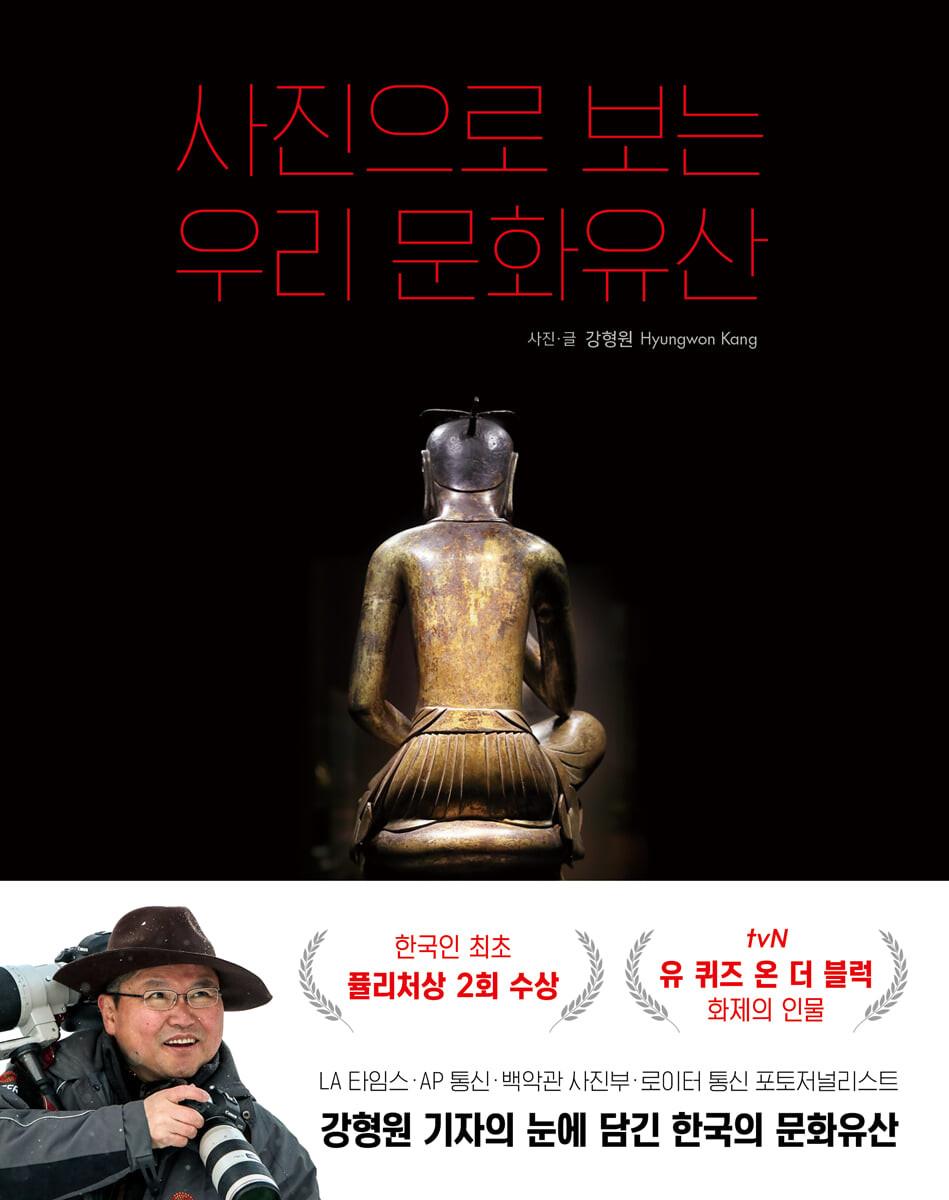 사진으로 보는
우리 문화유산
사진·글 강형원 Hyungwon Kang
한국인 최초
퓰리처상 2회 수상
tvN
유 퀴즈 온 더 블럭
화제의 인물
LA 타임스·AP 통신·백악관 사진부·로이터 통신 포토저널리스트
강형원 기자의 눈에 담긴 한국의 문화유산